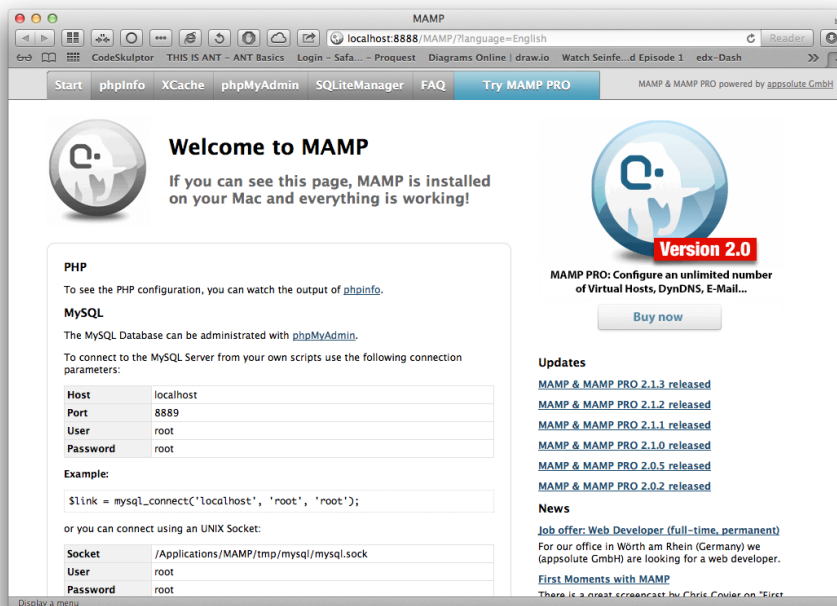 MAMP
localhost:8888/MAMP/?language=English
Reader
CodeSkulptor THIS IS ANT – ANT Basics Login – Safa... – Proquest Diagrams Online | draw.io Watch Seinfe...d Episode 1 edx-Dash
Start phpInfo XCache phpMyAdmin SQLiteManager FAQ Try MAMP PRO
MAMP & MAMP PRO powered by appsolute GmbH
Welcome to MAMP
If you can see this page, MAMP is installed
on your Mac and everything is working!
PHP
To see the PHP configuration, you can watch the output of phpinfo.
MySQL
The MySQL Database can be administrated with phpMyAdmin.
To connect to the MySQL Server from your own scripts use the following connection
parameters:
Host localhost
Port 8889
User root
Password root
Example:
$link = mysql_connect('localhost', 'root', 'root');
or you can connect using an UNIX Socket:
Socket /Applications/MAMP/tmp/mysql/mysql.sock
User root
Password root
Version 2.0
MAMP PRO: Configure an unlimited number
of Virtual Hosts, DynDNS, E-Mail...
Buy now
Updates
MAMP & MAMP PRO 2.1.3 released
MAMP & MAMP PRO 2.1.2 released
MAMP & MAMP PRO 2.1.1 released
MAMP & MAMP PRO 2.1.0 released
MAMP & MAMP PRO 2.0.5 released
MAMP & MAMP PRO 2.0.2 released
News
Job offer: Web Developer (full-time, permanent)
For our office in Wörth am Rhein (Germany) we
(appsolute GmbH) are looking for a web developer.
First Moments with MAMP
There is a great screencast by Chris Coyier on "First
Display a menu